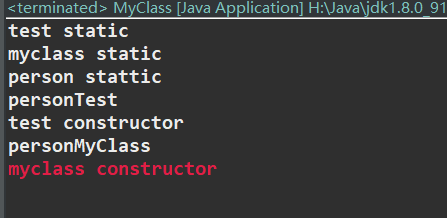 <terminated> MyClass [Java Application] H:\Java\jdk1.8.0_91
test static
myclass static
person stattic
personTest
test constructor
personMyClass
myclass constructor